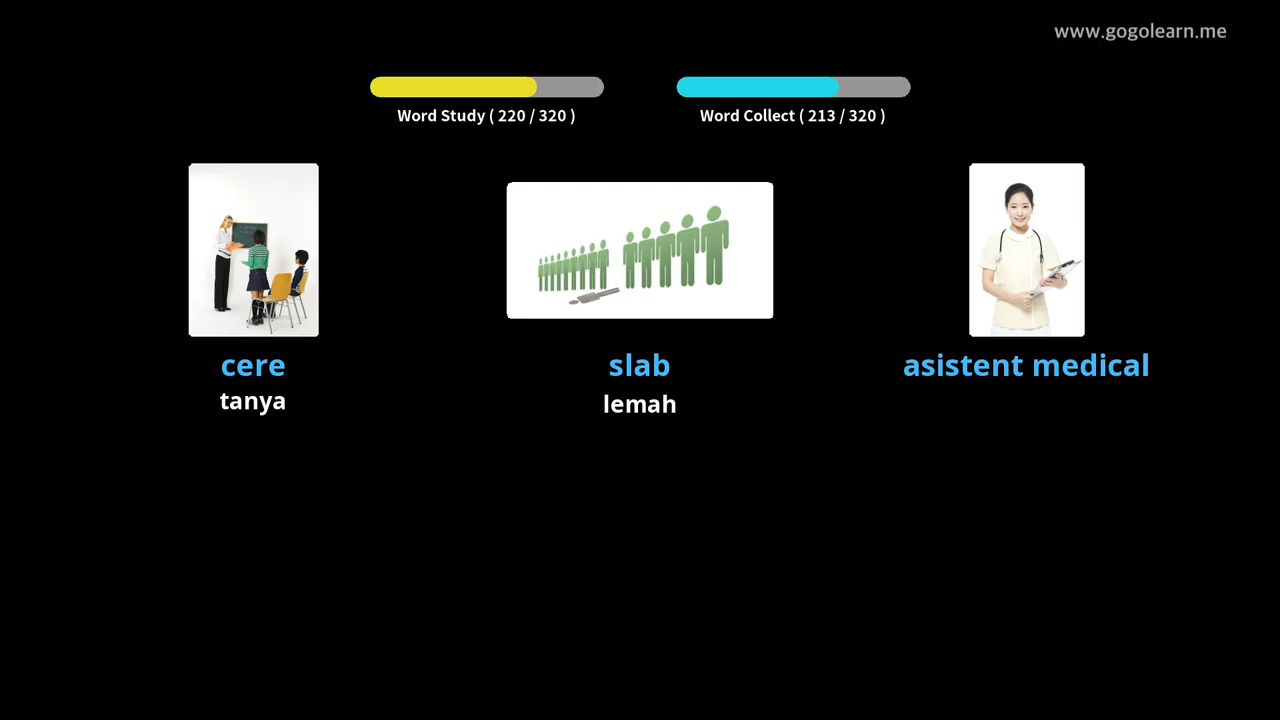 www.gogolearn.me
Word Study ( 220 / 320 )
Word Collect ( 213 / 320 )
cere
tanya
slab
lemah
asistent medical